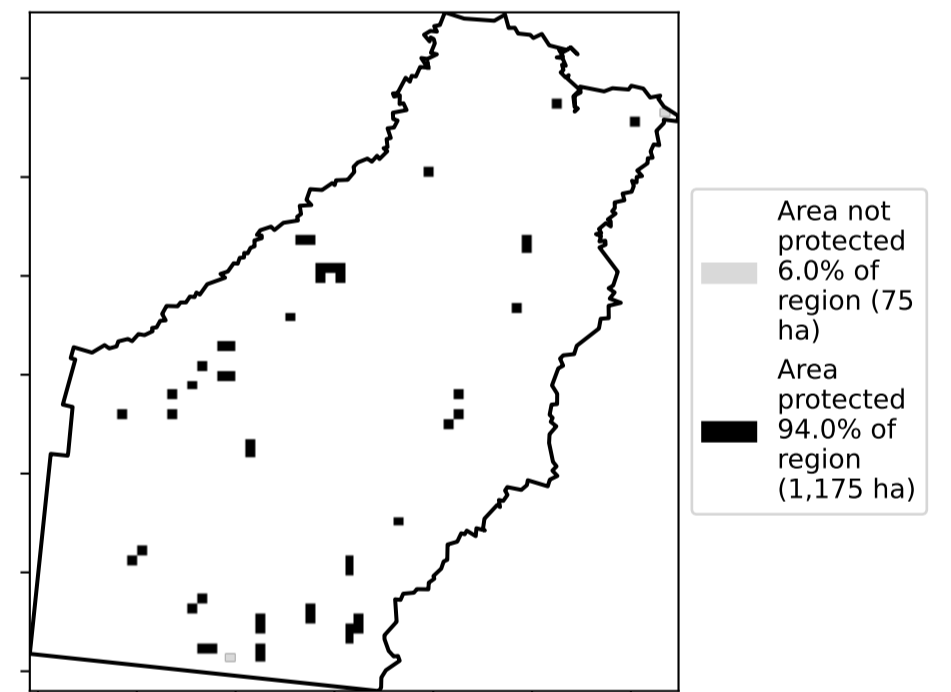 Area not
protected
6.0% of
region (75
ha)
Area
protected
94.0% of
region
(1,175 ha)